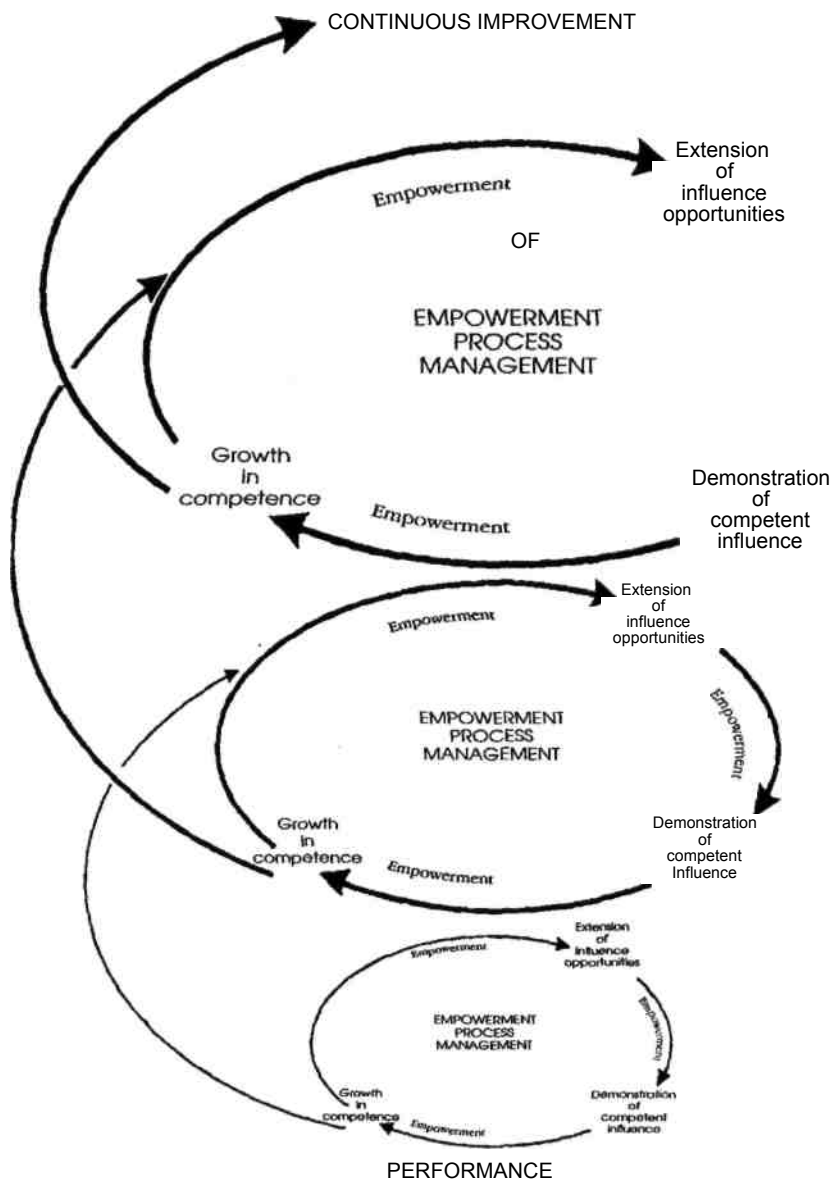 CONTINUOUS IMPROVEMENT
Empowerment
Extension
of
influence
opportunities
OF
EMPOWERMENT
PROCESS
MANAGEMENT
Growth
in
competence
Empowerment
Demonstration
of
competent
influence
Empowerment
Extension
of
influence
opportunities
EMPOWERMENT
PROCESS
MANAGEMENT
Empowerment
Growth
in
competence
Empowerment
Demonstration
of
competent
Influence
Empowerment
Extension
of
influence
opportunities
EMPOWERMENT
PROCESS
MANAGEMENT
Empowerment
Growth
in
competence
Empowerment
Demonstration
of
competent
influence
PERFORMANCE